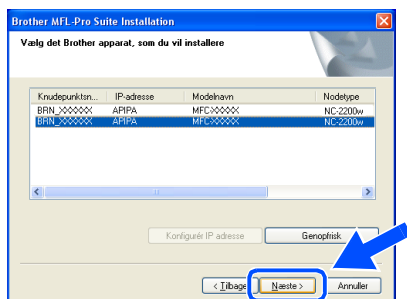 Brother MFL-Pro Suite Installation
Vælg det Brother apparat, som du vil installere
Knudepunktsn... IP-adresse Modelnavn Nodetype
BRN_XXXXXX APIPA MFC-XXXXX NC-2200w
BRN_XXXXXX APIPA MFC-XXXXX NC-2200w
Konfigurér IP adresse Genopfrisk
< Tilbage Næste > Annuller